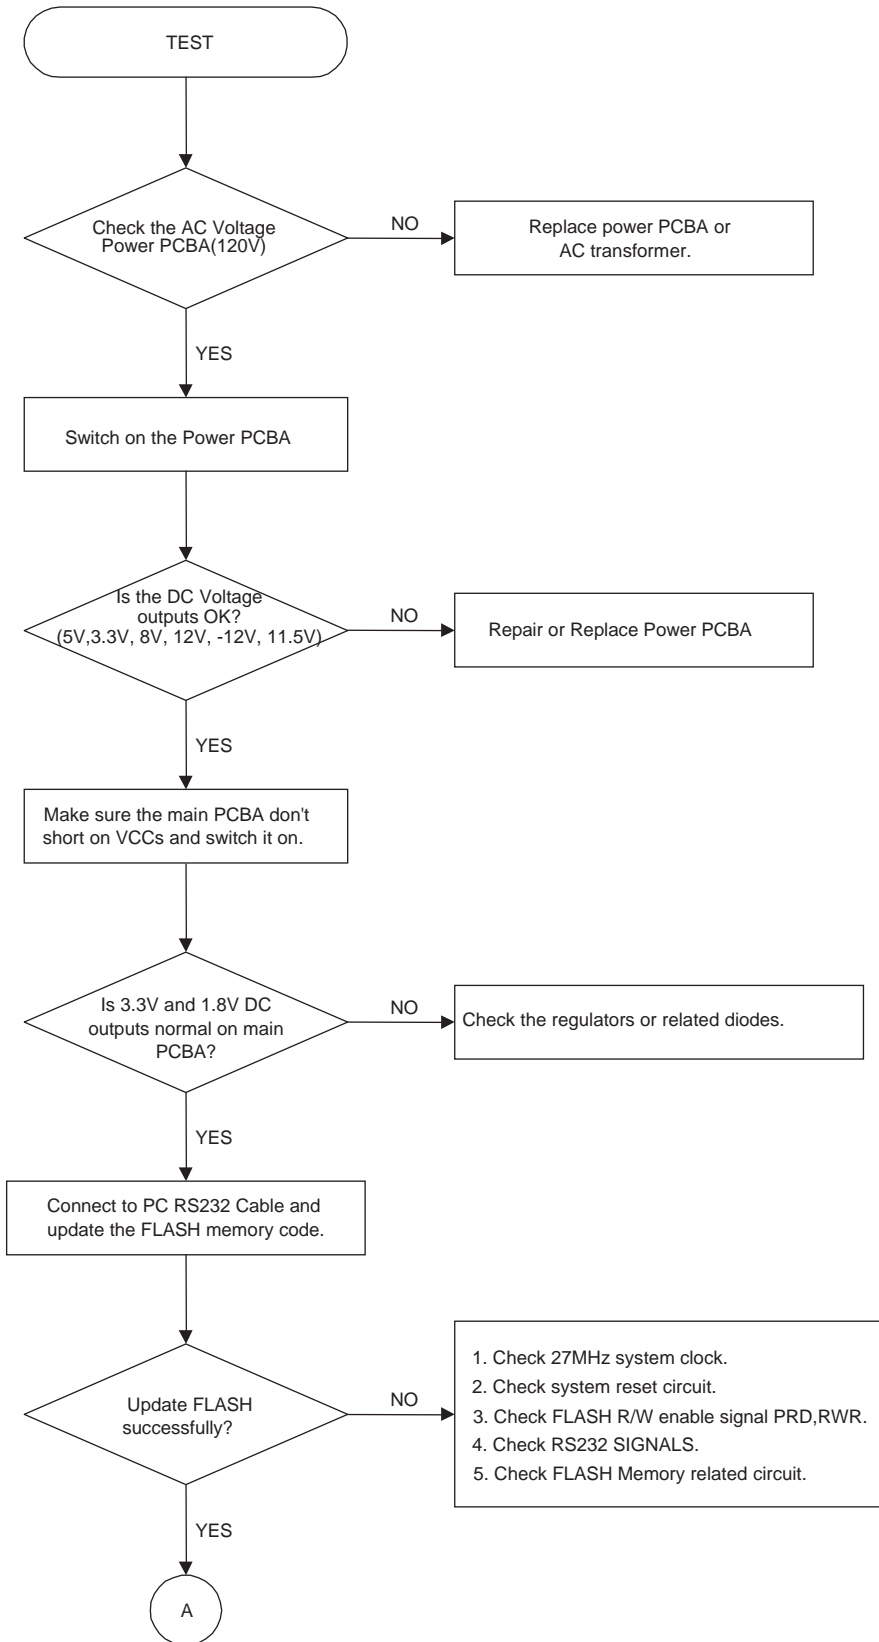 TEST
Check the AC Voltage
Power PCBA(120V)
NO
Replace power PCBA or
AC transformer.
YES
Switch on the Power PCBA
Is the DC Voltage
outputs OK?
(5V,3.3V, 8V, 12V, -12V, 11.5V)
NO
Repair or Replace Power PCBA
YES
Make sure the main PCBA don't
short on VCCs and switch it on.
Is 3.3V and 1.8V DC
outputs normal on main
PCBA?
NO
Check the regulators or related diodes.
YES
Connect to PC RS232 Cable and
update the FLASH memory code.
Update FLASH
successfully?
NO
1. Check 27MHz system clock.
2. Check system reset circuit.
3. Check FLASH R/W enable signal PRD,RWR.
4. Check RS232 SIGNALS.
5. Check FLASH Memory related circuit.
YES
A